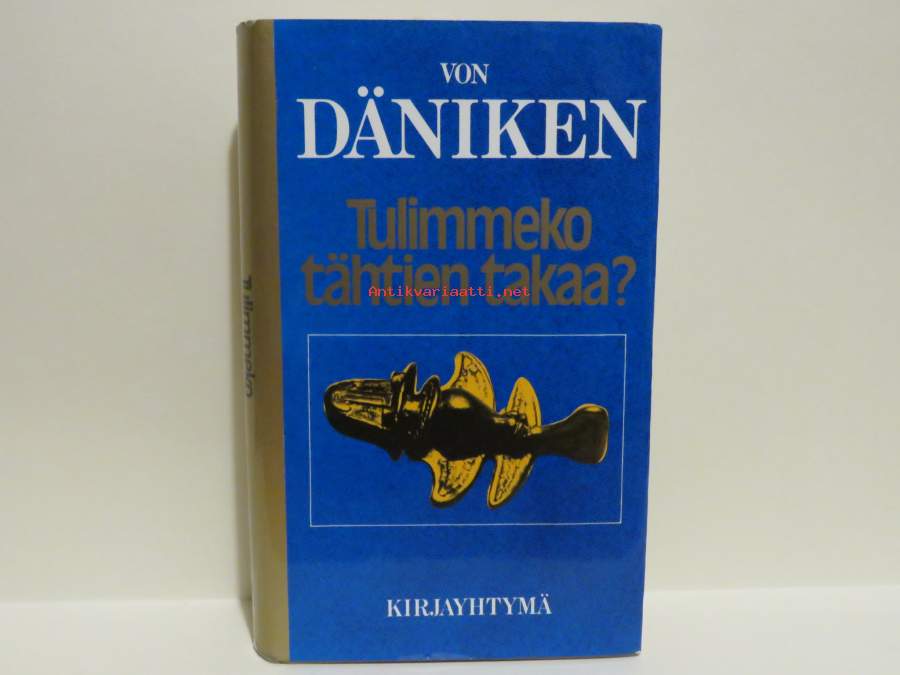 VON
DÄNIKEN
Tulimmeko
tähtien takaa?
Antikvariaatti.net
KIRJAYHTYMÄ
Tulimmeko